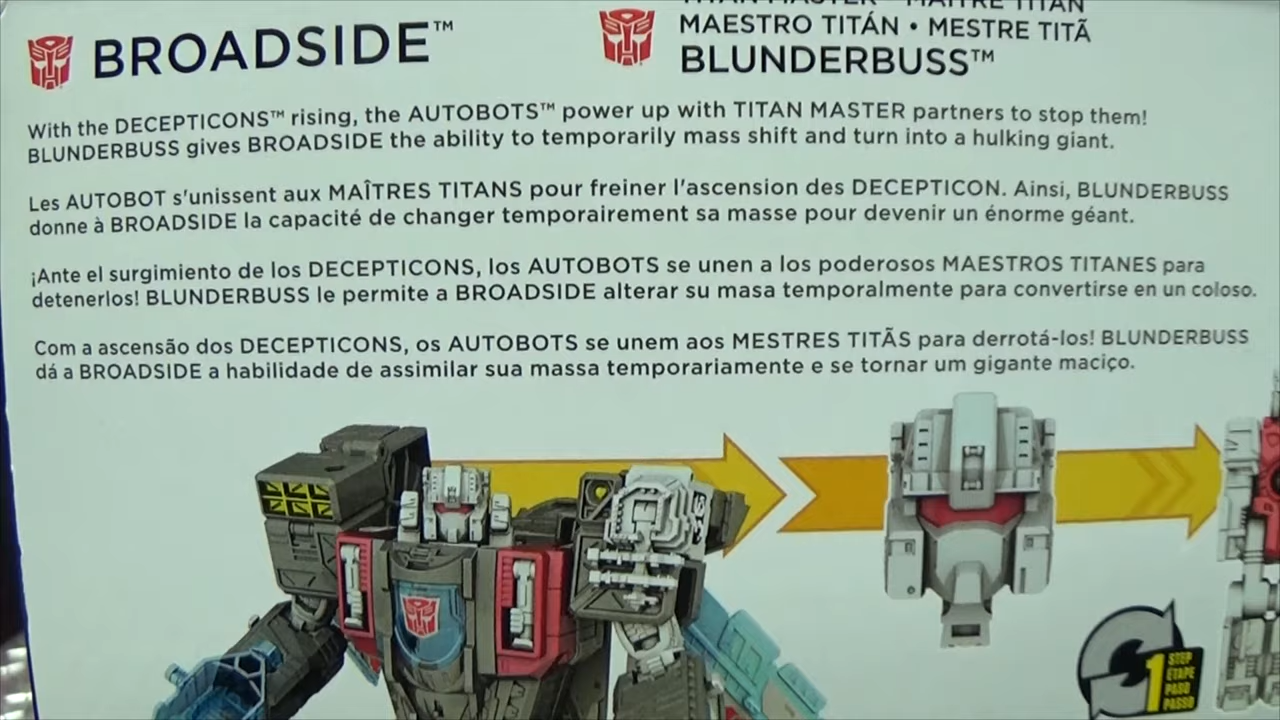 BROADSIDE™
TITAN MASTER • MAÎTRE TITAN
MAESTRO TITÁN • MESTRE TITÃ
BLUNDERBUSS™
With the DECEPTICONS™ rising, the AUTOBOTS™ power up with TITAN MASTER partners to stop them!
BLUNDERBUSS gives BROADSIDE the ability to temporarily mass shift and turn into a hulking giant.
Les AUTOBOT s'unissent aux MAÎTRES TITANS pour freiner l'ascension des DECEPTICON. Ainsi, BLUNDERBUSS
donne à BROADSIDE la capacité de changer temporairement sa masse pour devenir un énorme géant.
¡Ante el surgimiento de los DECEPTICONS, los AUTOBOTS se unen a los poderosos MAESTROS TITANES para
detenerlos! BLUNDERBUSS le permite a BROADSIDE alterar su masa temporalmente para convertirse en un coloso.
Com a ascensão dos DECEPTICONS, os AUTOBOTS se unem aos MESTRES TITÃS para derrotá-los! BLUNDERBUSS
dá a BROADSIDE a habilidade de assimilar sua massa temporariamente e se tornar um gigante maciço.
1 STEP
ETAPE
PASO
PASSO